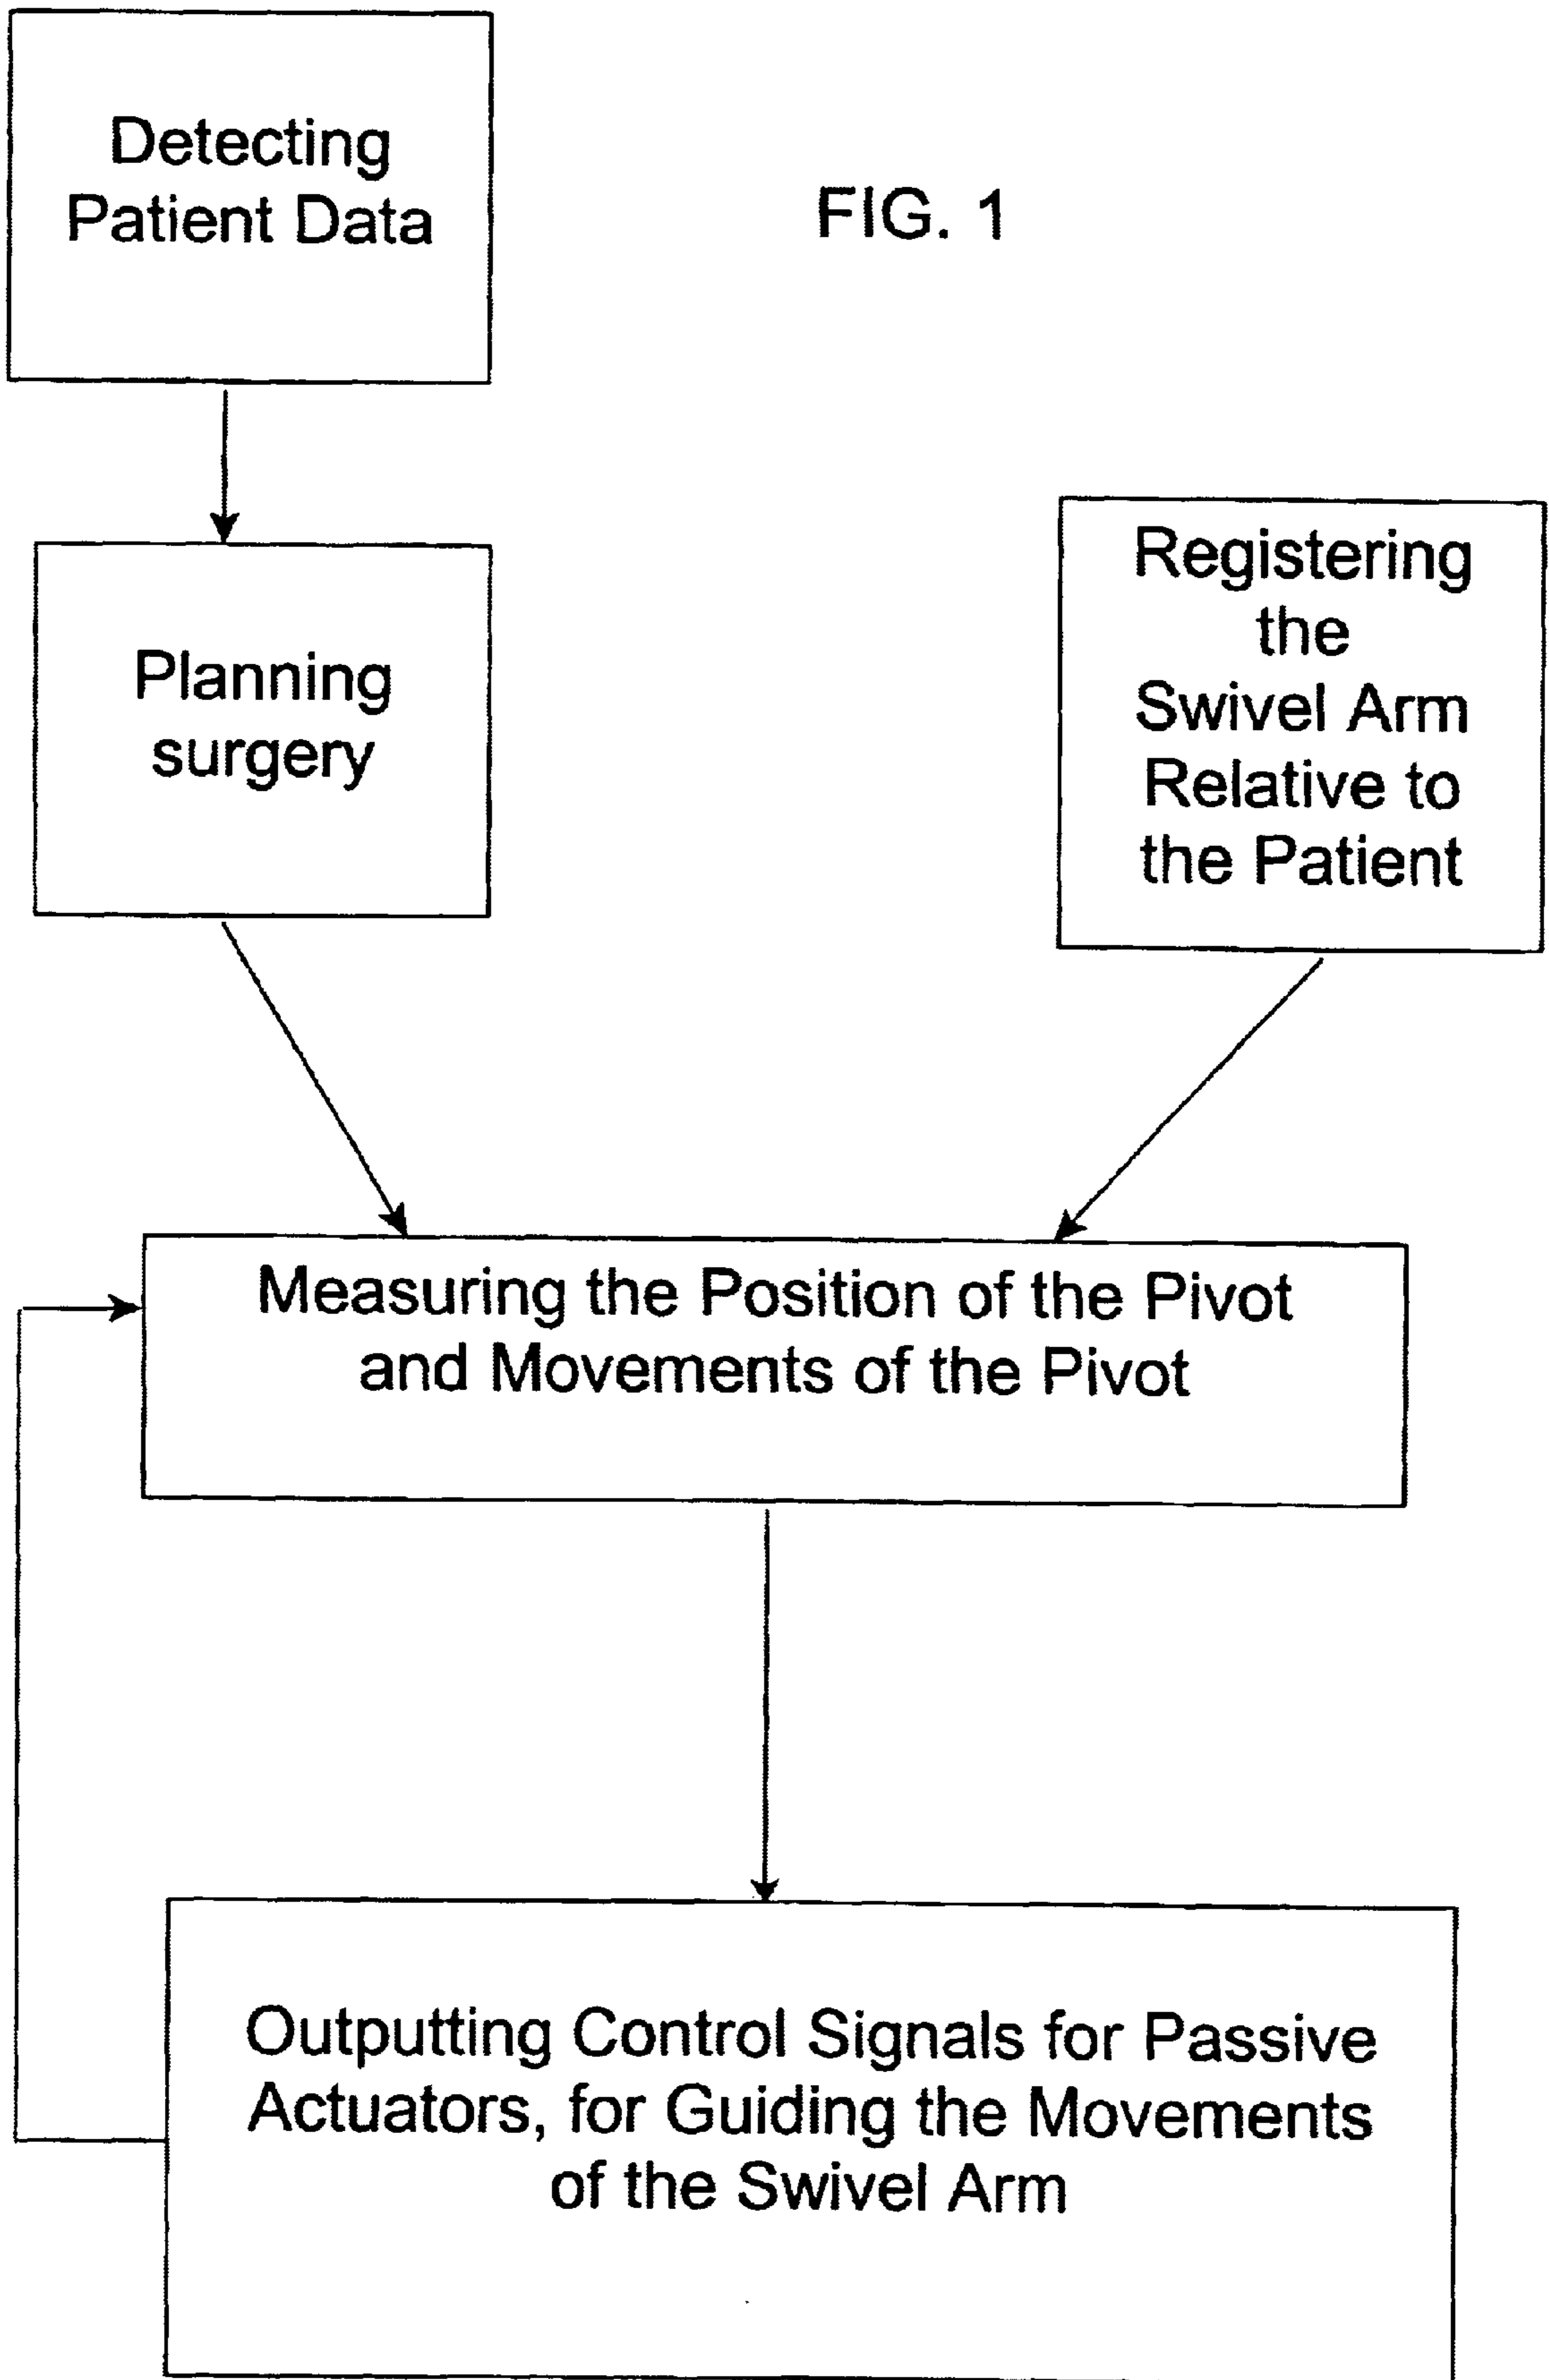 Detecting
Patient Data
FIG. 1
Planning
surgery
Registering
the
Swivel Arm
Relative to
the Patient
Measuring the Position of the Pivot
and Movements of the Pivot
Outputting Control Signals for Passive
Actuators, for Guiding the Movements
of the Swivel Arm